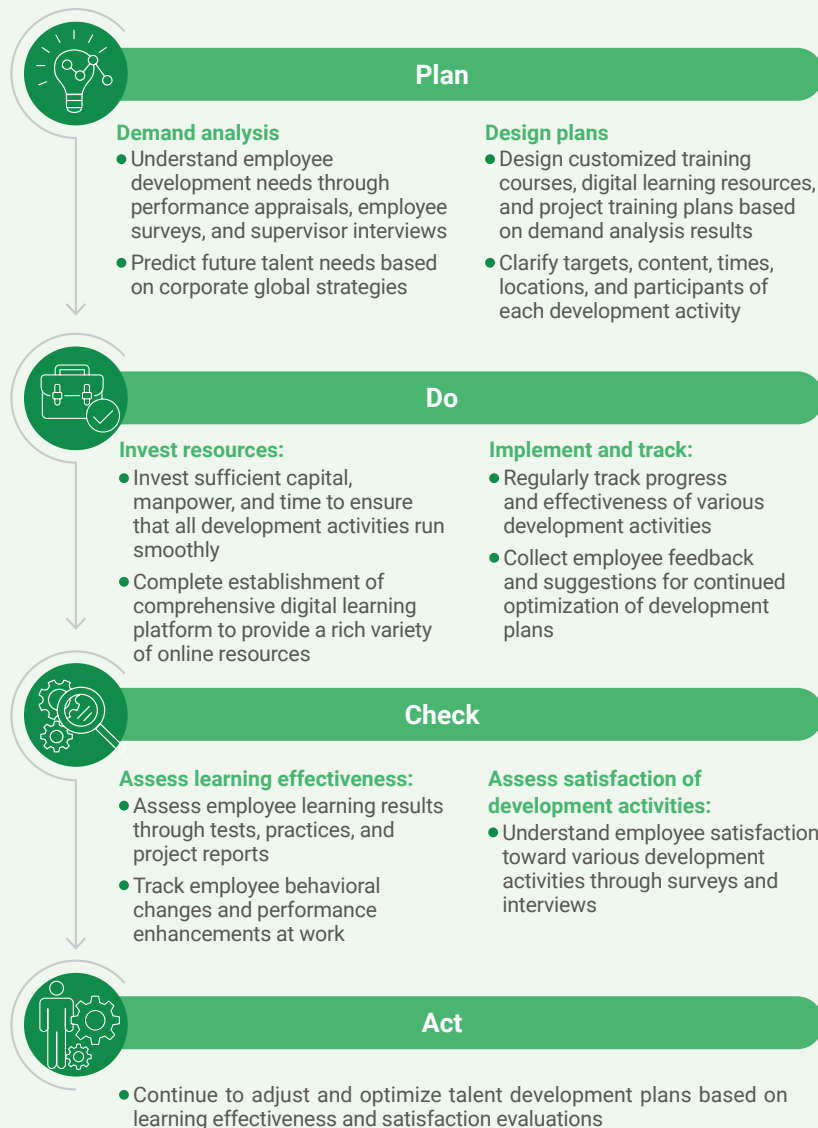 Plan
Demand analysis
Understand employee
development needs through
performance appraisals, employee
surveys, and supervisor interviews
Predict future talent needs based
on corporate global strategies
Design plans
Design customized training
courses, digital learning resources,
and project training plans based
on demand analysis results
Clarify targets, content, times,
locations, and participants of
each development activity
Do
Invest resources:
Invest sufficient capital,
manpower, and time to ensure
that all development activities run
smoothly
Complete establishment of
comprehensive digital learning
platform to provide a rich variety
of online resources
Implement and track:
Regularly track progress
and effectiveness of various
development activities
Collect employee feedback
and suggestions for continued
optimization of development
plans
Check
Assess learning effectiveness:
Assess employee learning results
through tests, practices, and
project reports
Track employee behavioral
changes and performance
enhancements at work
Assess satisfaction of
development activities:
Understand employee satisfaction
toward various development
activities through surveys and
interviews
Act
Continue to adjust and optimize talent development plans based on
learning effectiveness and satisfaction evaluations